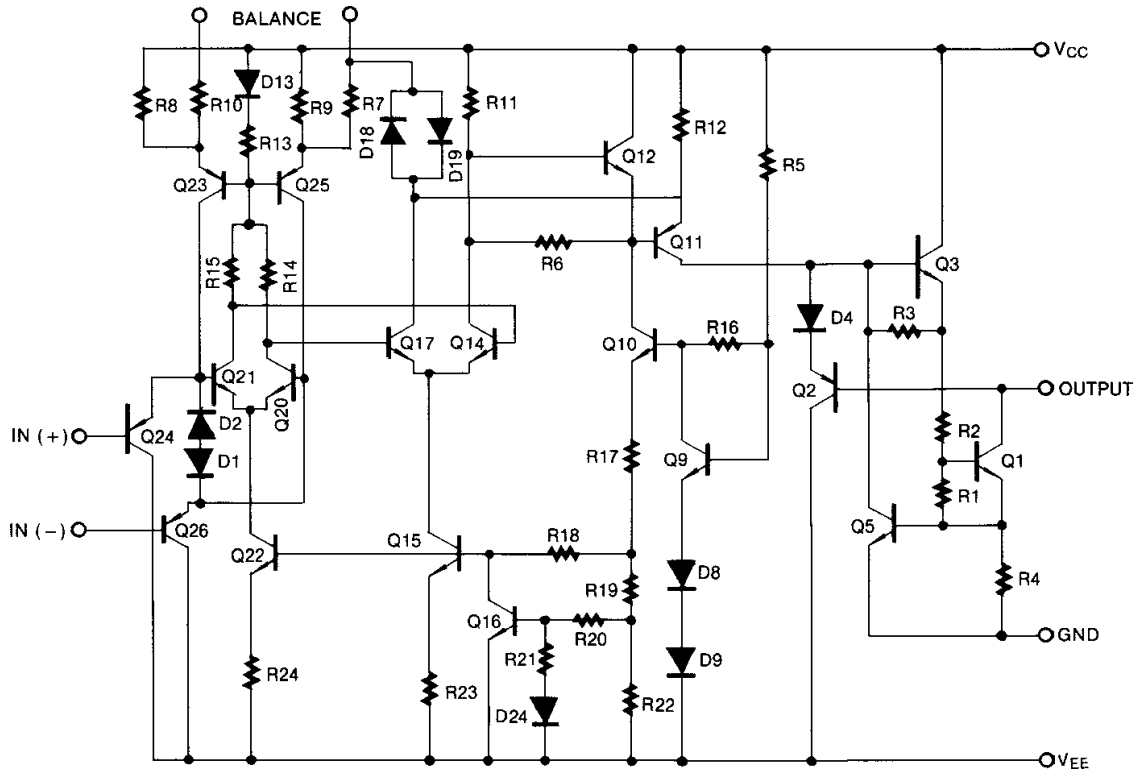 BALANCE
VCC
R8
R10
D13
R9
R7
R11
R13
D18
D19
Q12
R12
R5
Q23
Q25
R6
Q11
Q3
R15
R14
D4
R3
Q17
Q14
Q10
R16
Q21
Q20
Q2
OUTPUT
IN (+)
Q24
D2
D1
R17
Q9
R2
Q1
R1
IN (−)
Q26
Q22
Q15
R18
Q5
R19
D8
R4
Q16
R20
GND
R21
D9
R24
R23
D24
R22
VEE